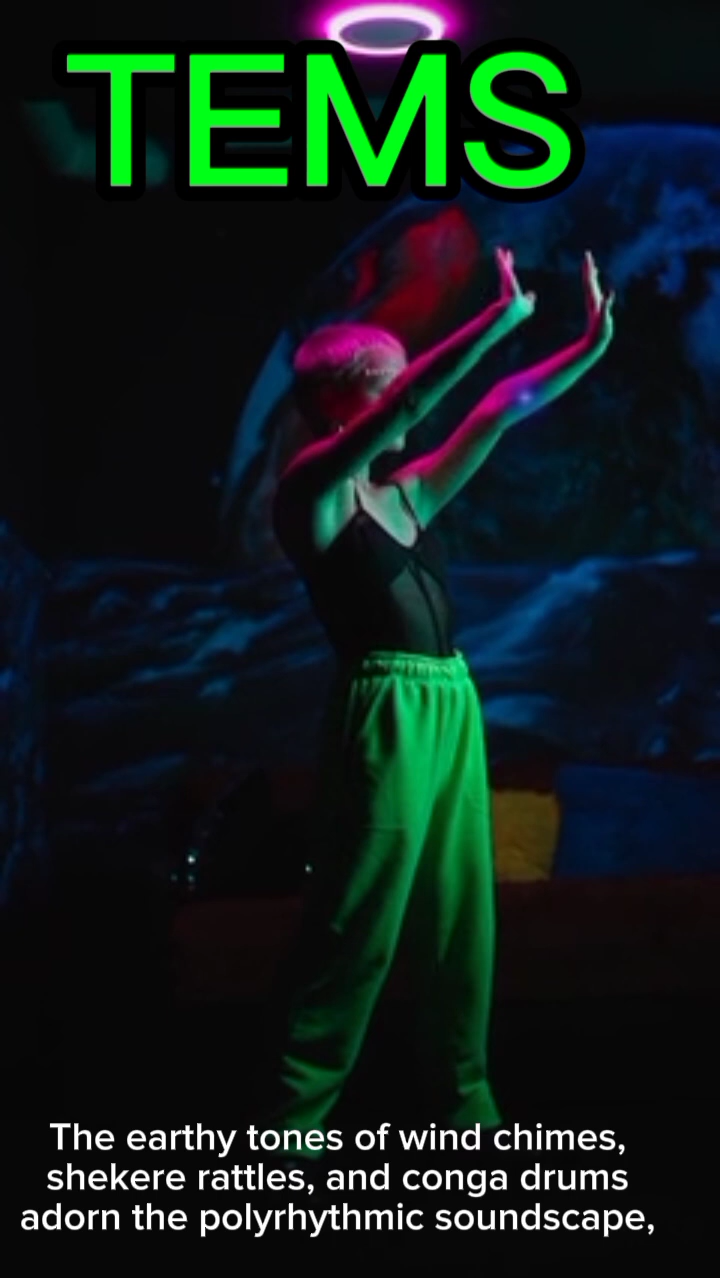 TEMS
The earthy tones of wind chimes,
shekere rattles, and conga drums
adorn the polyrhythmic soundscape,